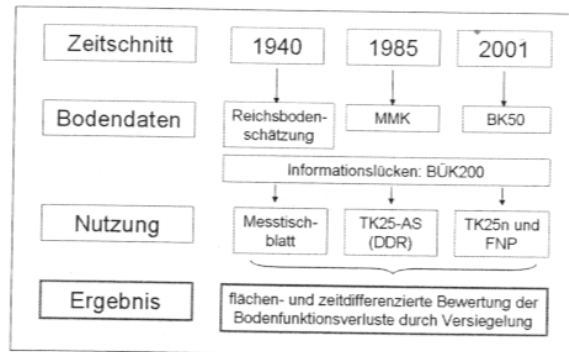 Zeitschnitt 1940 1985 2001
Bodendaten Reichsboden-
schätzung MMK BK50
Informationslücken: BÜK200
Nutzung Messtisch-
blatt TK25-AS
(DDR) TK25n und
FNP
Ergebnis flächen- und zeitdifferenzierte Bewertung der
Bodenfunktionsverluste durch Versiegelung